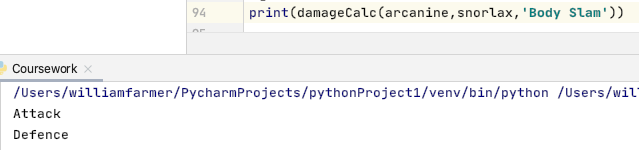 94 print(damageCalc(arcanine,snorlax,'Body Slam'))
95
Coursework
/Users/williamfarmer/PycharmProjects/pythonProject1/venv/bin/python /Users/wil
Attack
Defence